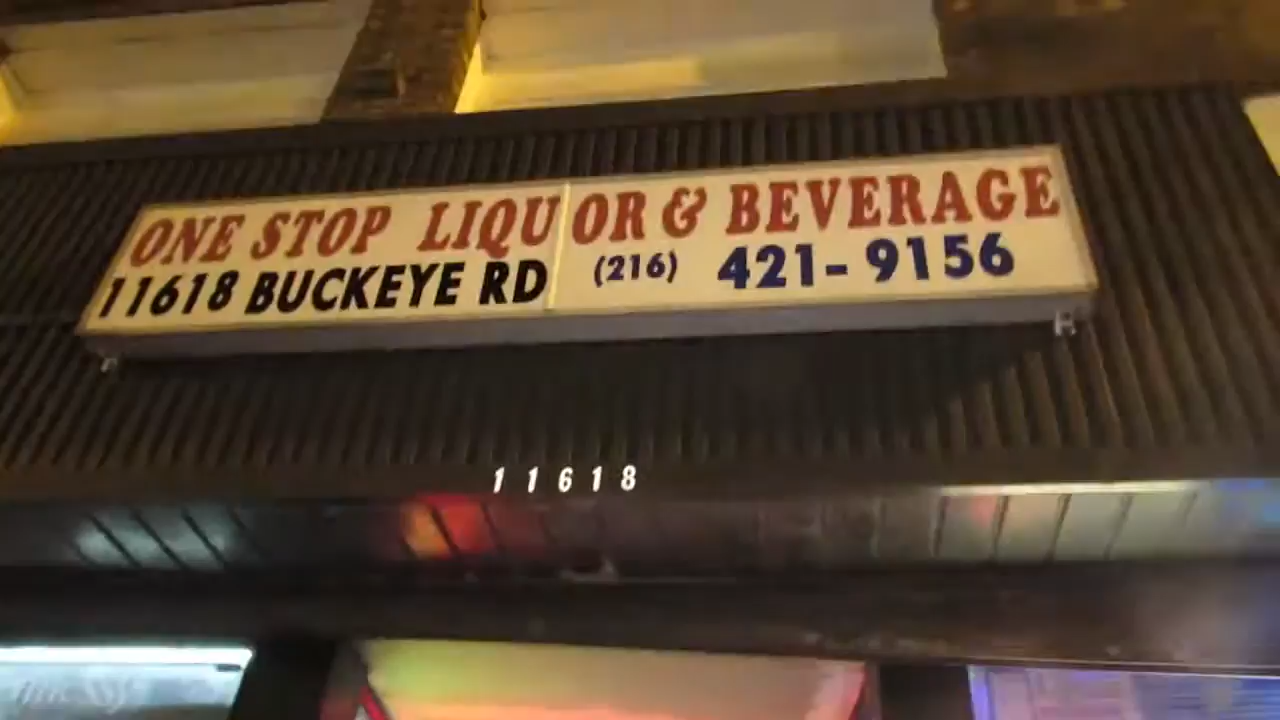 ONE STOP LIQUOR & BEVERAGE
11618 BUCKEYE RD (216) 421-9156
11618